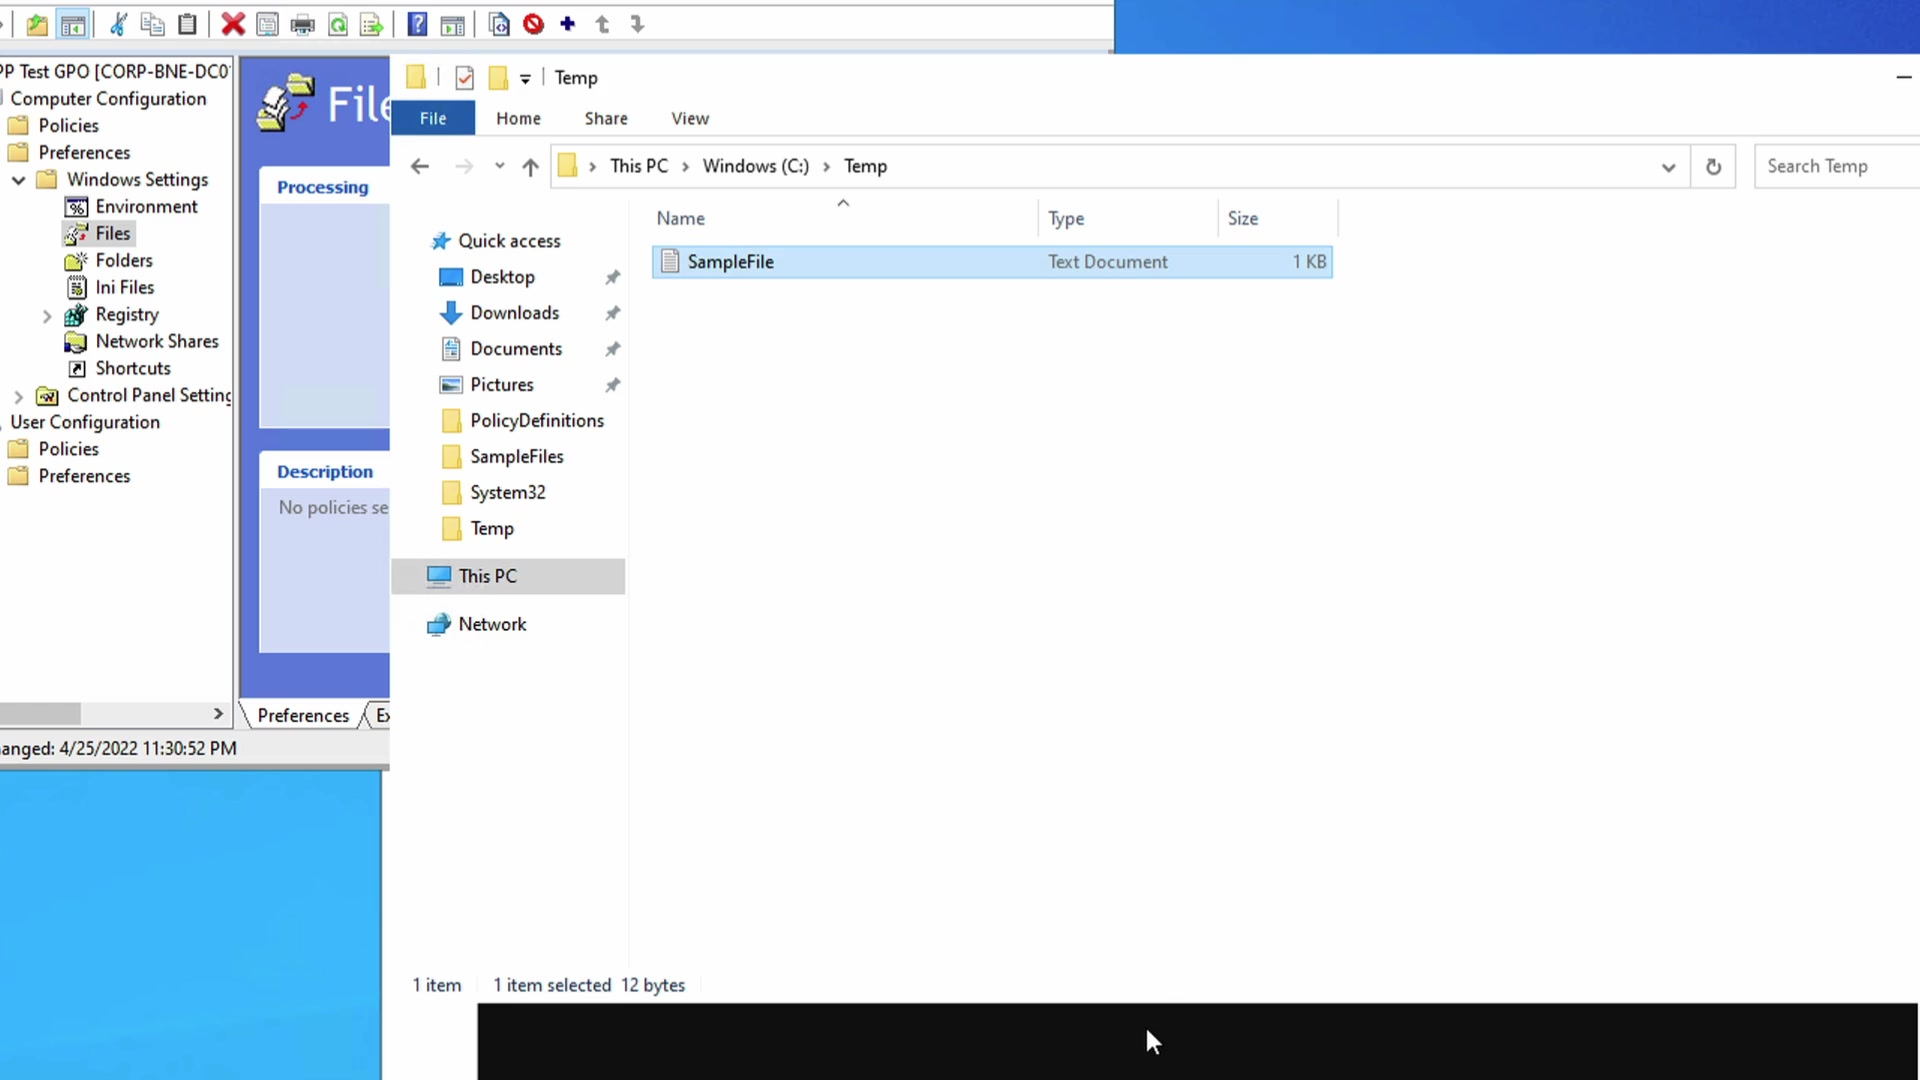 PP Test GPO [CORP-BNE-DC0
Computer Configuration
Policies
Preferences
Windows Settings
Environment
Files
Folders
Ini Files
Registry
Network Shares
Shortcuts
Control Panel Setting
User Configuration
Policies
Preferences
anged: 4/25/2022 11:30:52 PM
File
Processing
Description
No policies se
Preferences
Ex
Temp
File
Home
Share
View
This PC
Windows (C:)
Temp
Search Temp
Quick access
Desktop
Downloads
Documents
Pictures
PolicyDefinitions
SampleFiles
System32
Temp
This PC
Network
Name
Type
Size
SampleFile
Text Document
1 KB
1 item
1 item selected 12 bytes